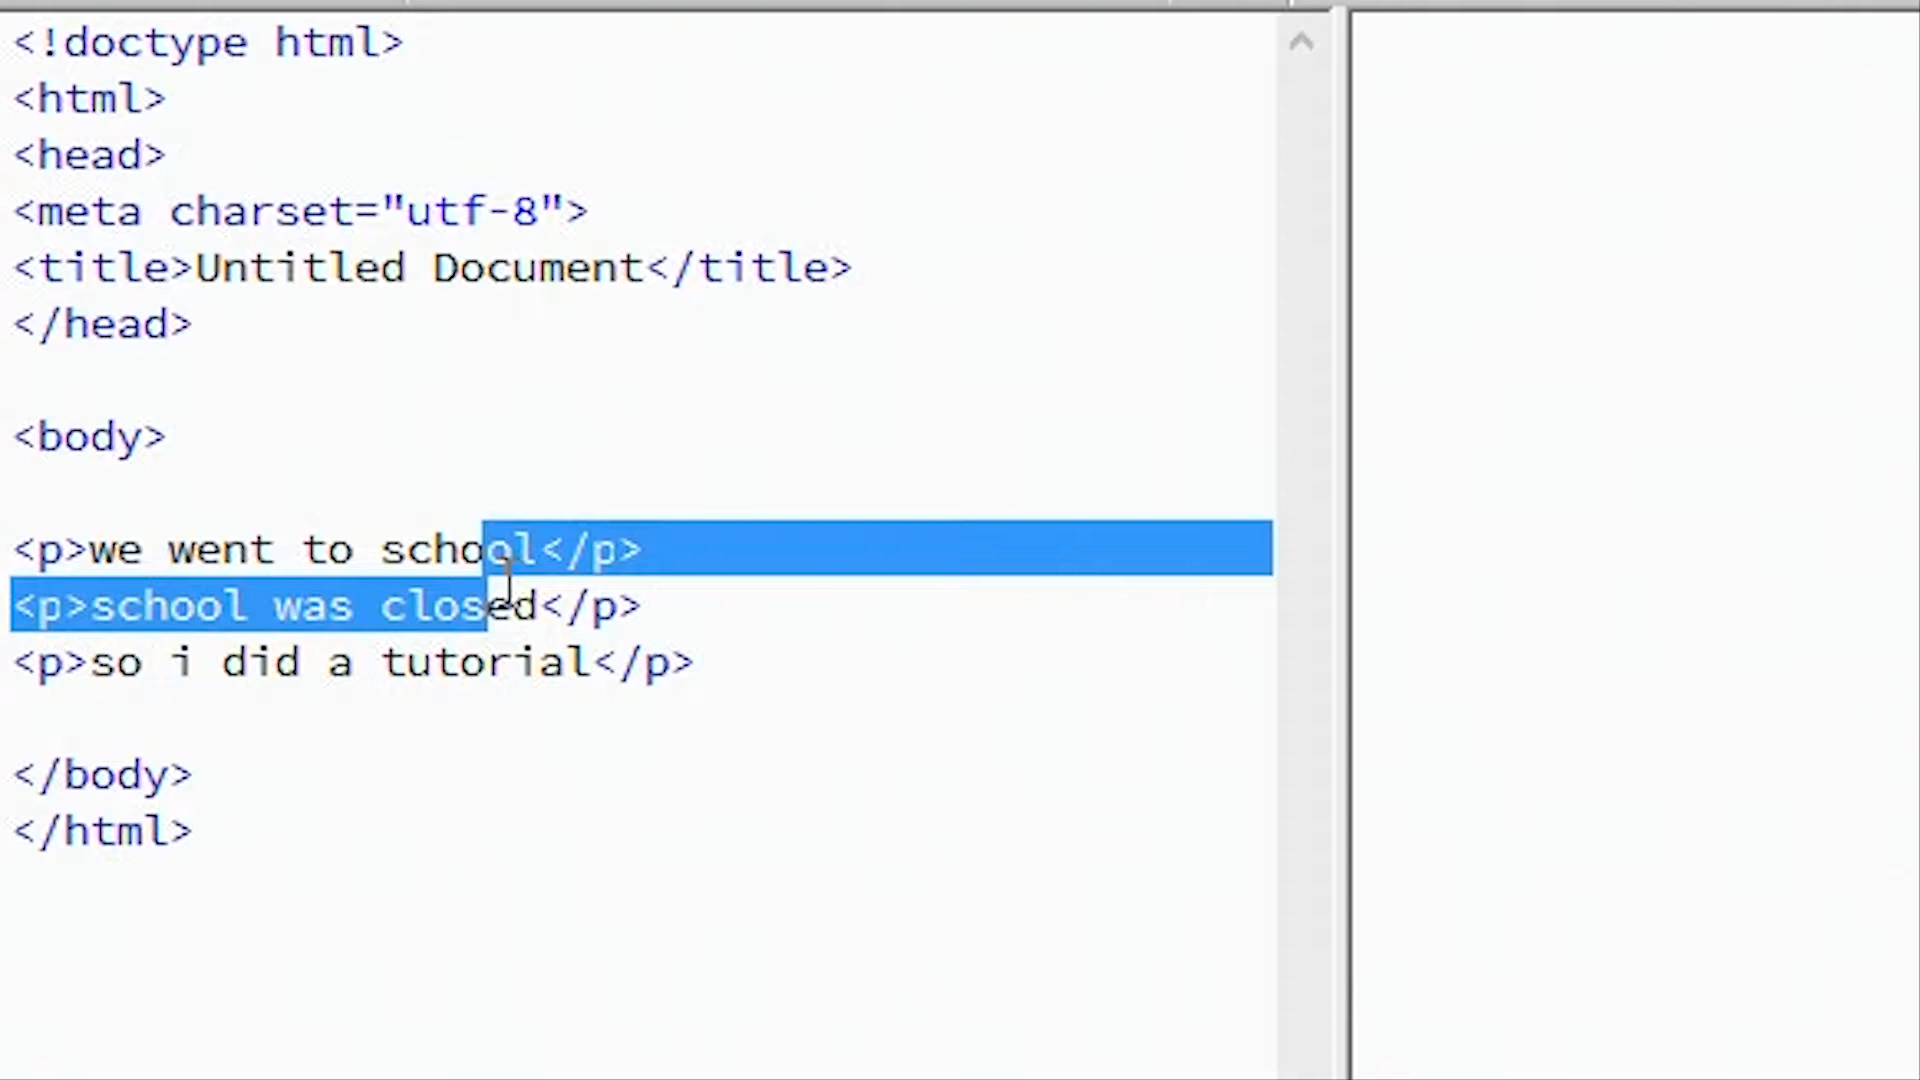 <!doctype html>
<html>
<head>
<meta charset="utf-8">
<title>Untitled Document</title>
</head>
<body>
<p>we went to school</p>
<p>school was closed</p>
<p>so i did a tutorial</p>
</body>
</html>